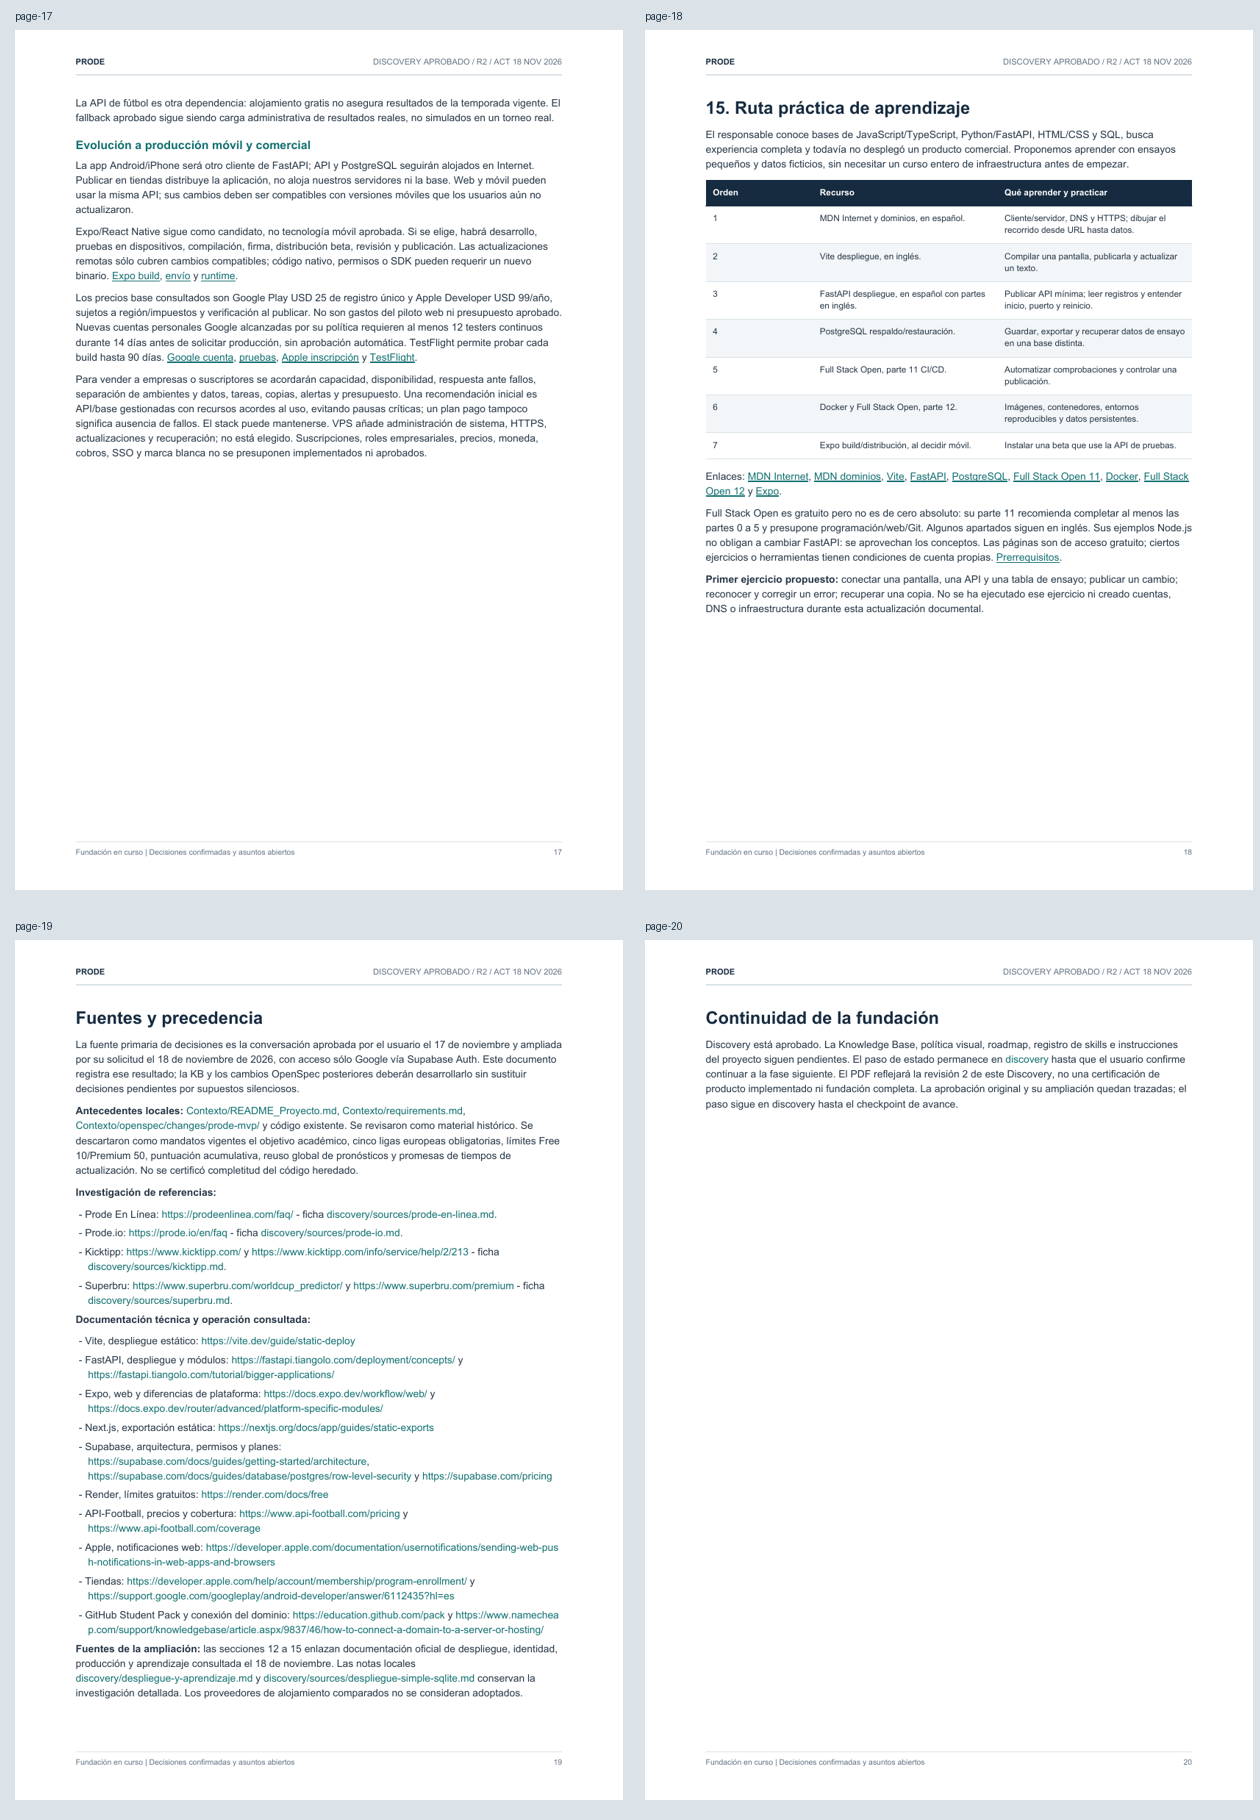 page-17
PRODE
DISCOVERY APROBADO / R2 / ACT 18 NOV 2026
La API de fútbol es otra dependencia: alojamiento gratis no asegura resultados de la temporada vigente. El
fallback aprobado sigue siendo carga administrativa de resultados reales, no simulados en un torneo real.
Evolución a producción móvil y comercial
La app Android/iPhone será otro cliente de FastAPI; API y PostgreSQL seguirán alojados en Internet.
Publicar en tiendas distribuye la aplicación, no aloja nuestros servidores ni la base. Web y móvil pueden
usar la misma API; sus cambios deben ser compatibles con versiones móviles que los usuarios aún no
actualizaron.
Expo/React Native sigue como candidato, no tecnología móvil aprobada. Si se elige, habrá desarrollo,
pruebas en dispositivos, compilación, firma, distribución beta, revisión y publicación. Las actualizaciones
remotas sólo cubren cambios compatibles; código nativo, permisos o SDK pueden requerir un nuevo
binario. Expo build, envío y runtime.
Los precios base consultados son Google Play USD 25 de registro único y Apple Developer USD 99/año,
sujetos a región/impuestos y verificación al publicar. No son gastos del piloto web ni presupuesto aprobado.
Nuevas cuentas personales Google alcanzadas por su política requieren al menos 12 testers continuos
durante 14 días antes de solicitar producción, sin aprobación automática. TestFlight permite probar cada
build hasta 90 días. Google cuenta, pruebas, Apple inscripción y TestFlight.
Para vender a empresas o suscriptores se acordarán capacidad, disponibilidad, respuesta ante fallos,
separación de ambientes y datos, tareas, copias, alertas y presupuesto. Una recomendación inicial es
API/base gestionadas con recursos acordes al uso, evitando pausas críticas; un plan pago tampoco
significa ausencia de fallos. El stack puede mantenerse. VPS añade administración de sistema, HTTPS,
actualizaciones y recuperación; no está elegido. Suscripciones, roles empresariales, precios, moneda,
cobros, SSO y marca blanca no se presuponen implementados ni aprobados.
Fundación en curso | Decisiones confirmadas y asuntos abiertos
17
page-18
PRODE
DISCOVERY APROBADO / R2 / ACT 18 NOV 2026
15. Ruta práctica de aprendizaje
El responsable conoce bases de JavaScript/TypeScript, Python/FastAPI, HTML/CSS y SQL, busca
experiencia completa y todavía no desplegó un producto comercial. Proponemos aprender con ensayos
pequeños y datos ficticios, sin necesitar un curso entero de infraestructura antes de empezar.
Orden
Recurso
Qué aprender y practicar
1
MDN Internet y dominios, en español.
Cliente/servidor, DNS y HTTPS; dibujar el
recorrido desde URL hasta datos.
2
Vite despliegue, en inglés.
Compilar una pantalla, publicarla y actualizar
un texto.
3
FastAPI despliegue, en español con partes
en inglés.
Publicar API mínima; leer registros y entender
inicio, puerto y reinicio.
4
PostgreSQL respaldo/restauración.
Guardar, exportar y recuperar datos de ensayo
en una base distinta.
5
Full Stack Open, parte 11 CI/CD.
Automatizar comprobaciones y controlar una
publicación.
6
Docker y Full Stack Open, parte 12.
Imágenes, contenedores, entornos
reproducibles y datos persistentes.
7
Expo build/distribución, al decidir móvil.
Instalar una beta que use la API de pruebas.
Enlaces: MDN Internet, MDN dominios, Vite, FastAPI, PostgreSQL, Full Stack Open 11, Docker, Full Stack
Open 12 y Expo.
Full Stack Open es gratuito pero no es de cero absoluto: su parte 11 recomienda completar al menos las
partes 0 a 5 y presupone programación/web/Git. Algunos apartados siguen en inglés. Sus ejemplos Node.js
no obligan a cambiar FastAPI: se aprovechan los conceptos. Las páginas son de acceso gratuito; ciertos
ejercicios o herramientas tienen condiciones de cuenta propias. Prerrequisitos.
Primer ejercicio propuesto: conectar una pantalla, una API y una tabla de ensayo; publicar un cambio;
reconocer y corregir un error; recuperar una copia. No se ha ejecutado ese ejercicio ni creado cuentas,
DNS o infraestructura durante esta actualización documental.
Fundación en curso | Decisiones confirmadas y asuntos abiertos
18
page-19
PRODE
DISCOVERY APROBADO / R2 / ACT 18 NOV 2026
Fuentes y precedencia
La fuente primaria de decisiones es la conversación aprobada por el usuario el 17 de noviembre y ampliada
por su solicitud el 18 de noviembre de 2026, con acceso sólo Google vía Supabase Auth. Este documento
registra ese resultado; la KB y los cambios OpenSpec posteriores deberán desarrollarlo sin sustituir
decisiones pendientes por supuestos silenciosos.
Antecedentes locales: Contexto/README_Proyecto.md, Contexto/requirements.md,
Contexto/openspec/changes/prode-mvp/ y código existente. Se revisaron como material histórico. Se
descartaron como mandatos vigentes el objetivo académico, cinco ligas europeas obligatorias, límites Free
10/Premium 50, puntuación acumulativa, reuso global de pronósticos y promesas de tiempos de
actualización. No se certificó completitud del código heredado.
Investigación de referencias:
- Prode En Línea: https://prodeenlinea.com/faq/ - ficha discovery/sources/prode-en-linea.md.
- Prode.io: https://prode.io/en/faq - ficha discovery/sources/prode-io.md.
- Kicktipp: https://www.kicktipp.com/ y https://www.kicktipp.com/info/service/help/2/213 - ficha
discovery/sources/kicktipp.md.
- Superbru: https://www.superbru.com/worldcup_predictor/ y https://www.superbru.com/premium - ficha
discovery/sources/superbru.md.
Documentación técnica y operación consultada:
- Vite, despliegue estático: https://vite.dev/guide/static-deploy
- FastAPI, despliegue y módulos: https://fastapi.tiangolo.com/deployment/concepts/ y
https://fastapi.tiangolo.com/tutorial/bigger-applications/
- Expo, web y diferencias de plataforma: https://docs.expo.dev/workflow/web/ y
https://docs.expo.dev/router/advanced/platform-specific-modules/
- Next.js, exportación estática: https://nextjs.org/docs/app/guides/static-exports
- Supabase, arquitectura, permisos y planes:
https://supabase.com/docs/guides/getting-started/architecture,
https://supabase.com/docs/guides/database/postgres/row-level-security y https://supabase.com/pricing
- Render, límites gratuitos: https://render.com/docs/free
- API-Football, precios y cobertura: https://www.api-football.com/pricing y
https://www.api-football.com/coverage
- Apple, notificaciones web: https://developer.apple.com/documentation/usernotifications/sending-web-pus
h-notifications-in-web-apps-and-browsers
- Tiendas: https://developer.apple.com/help/account/membership/program-enrollment/ y
https://support.google.com/googleplay/android-developer/answer/6112435?hl=es
- GitHub Student Pack y conexión del dominio: https://education.github.com/pack y https://www.namechea
p.com/support/knowledgebase/article.aspx/9837/46/how-to-connect-a-domain-to-a-server-or-hosting/
Fuentes de la ampliación: las secciones 12 a 15 enlazan documentación oficial de despliegue, identidad,
producción y aprendizaje consultada el 18 de noviembre. Las notas locales
discovery/despliegue-y-aprendizaje.md y discovery/sources/despliegue-simple-sqlite.md conservan la
investigación detallada. Los proveedores de alojamiento comparados no se consideran adoptados.
Fundación en curso | Decisiones confirmadas y asuntos abiertos
19
page-20
PRODE
DISCOVERY APROBADO / R2 / ACT 18 NOV 2026
Continuidad de la fundación
Discovery está aprobado. La Knowledge Base, política visual, roadmap, registro de skills e instrucciones
del proyecto siguen pendientes. El paso de estado permanece en discovery hasta que el usuario confirme
continuar a la fase siguiente. El PDF reflejará la revisión 2 de este Discovery, no una certificación de
producto implementado ni fundación completa. La aprobación original y su ampliación quedan trazadas; el
paso sigue en discovery hasta el checkpoint de avance.
Fundación en curso | Decisiones confirmadas y asuntos abiertos
20